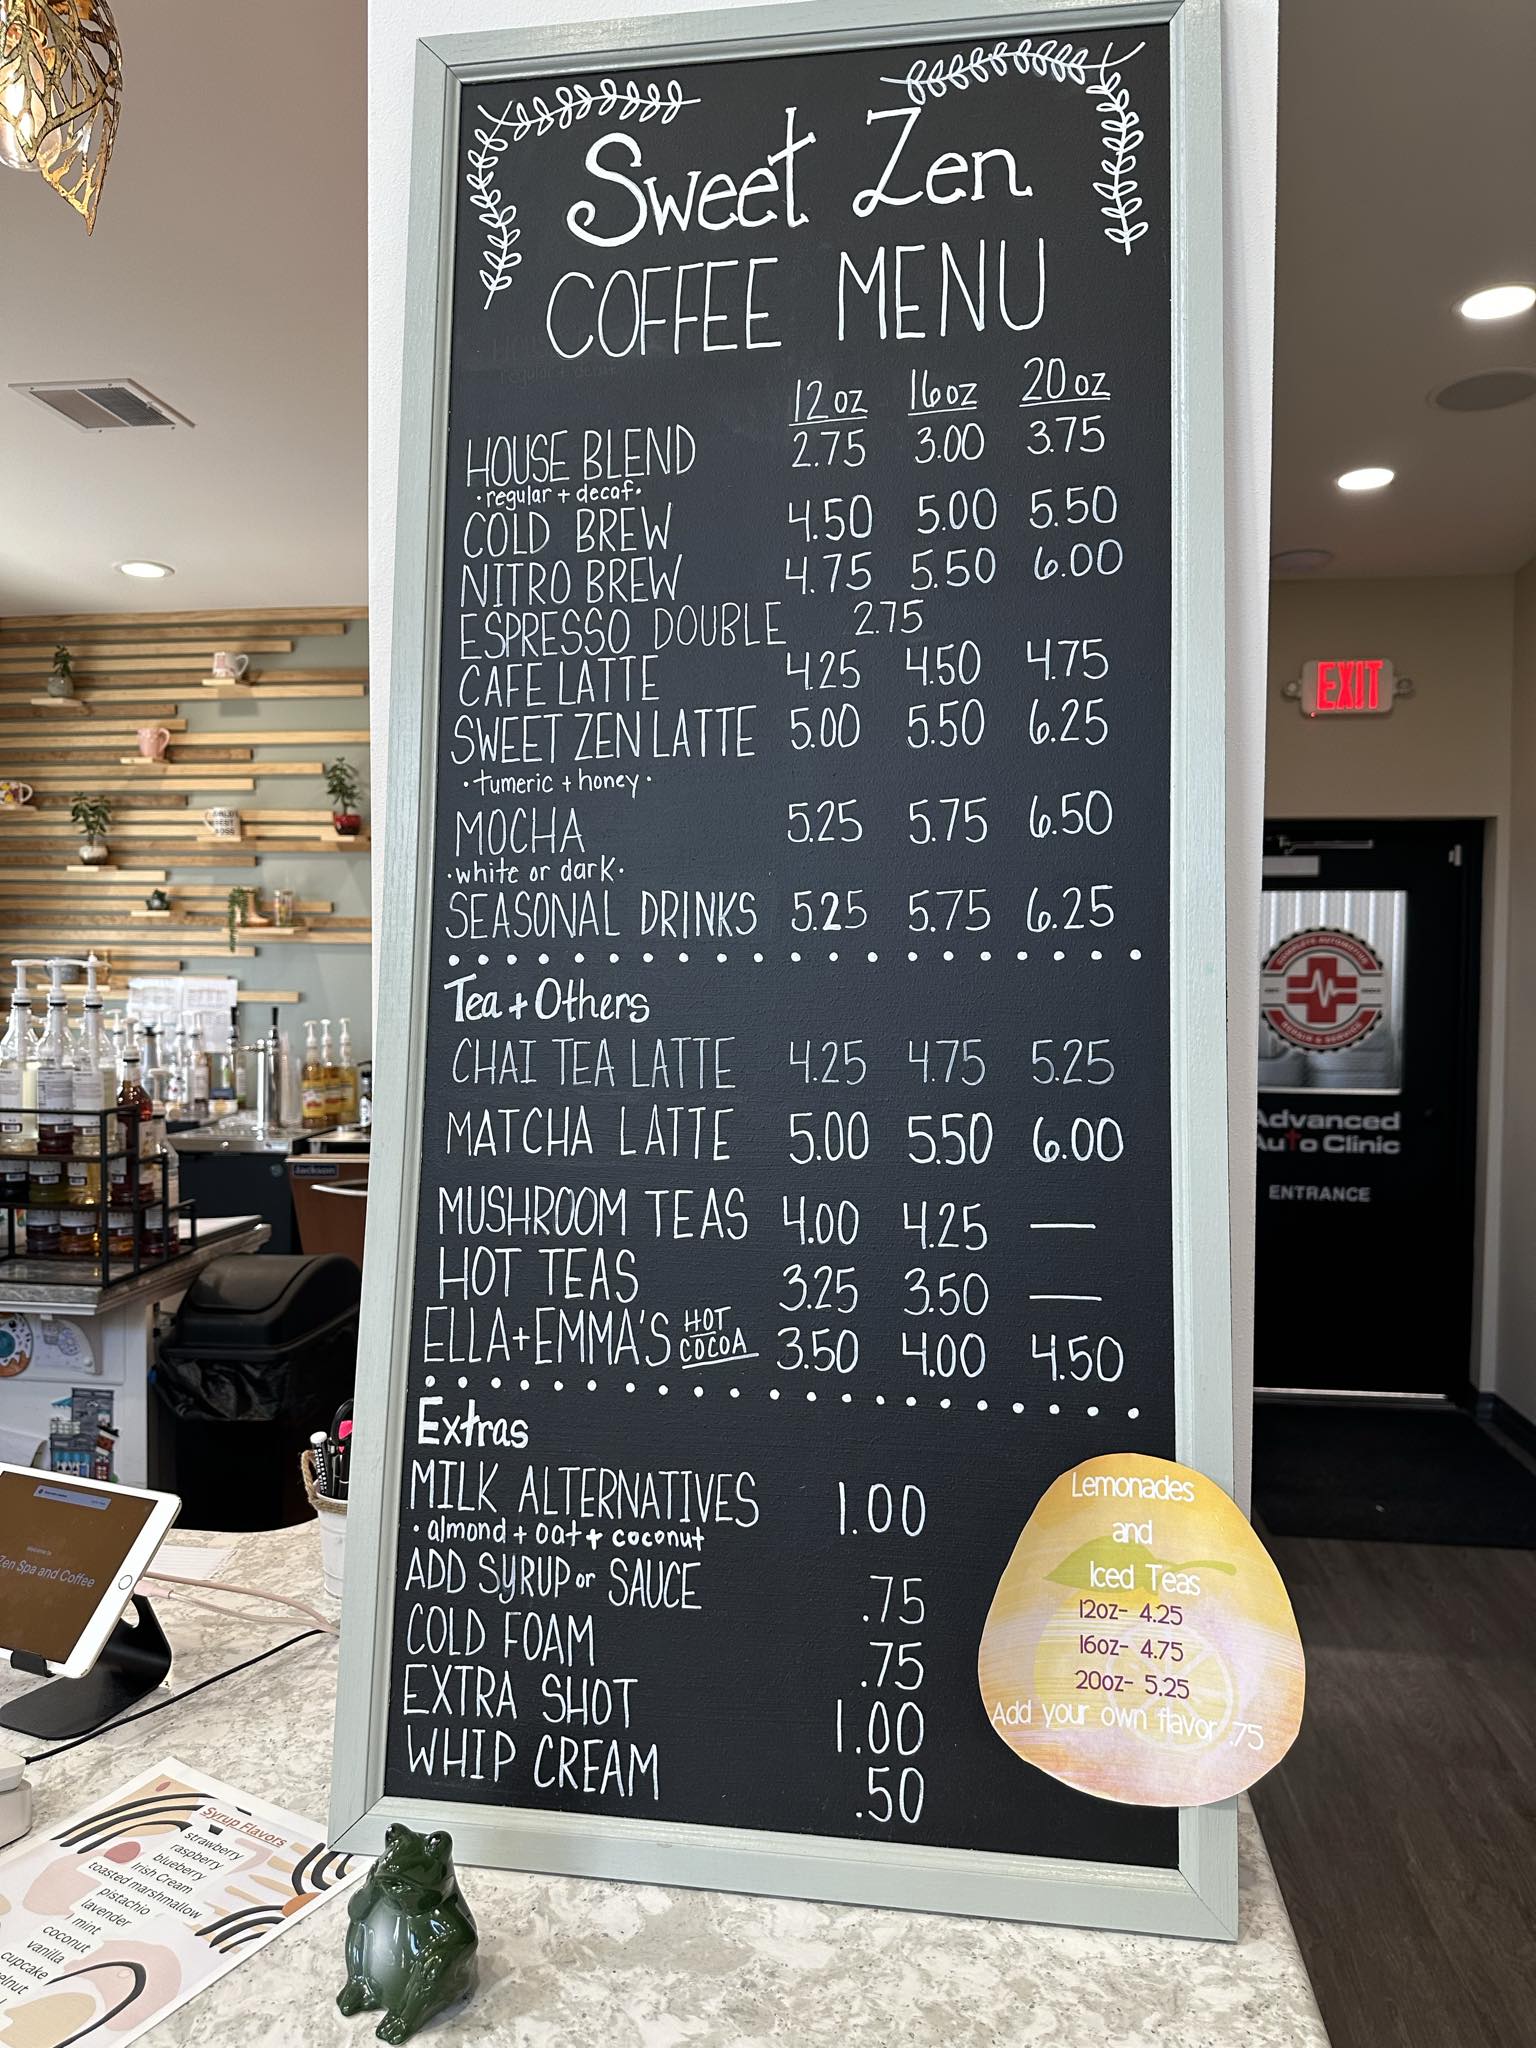 Sweet Zen
COFFEE MENU
12oz 16oz 20oz
HOUSE BLEND 2.75 3.00 3.75
• regular + decaf •
COLD BREW 4.50 5.00 5.50
NITRO BREW 4.75 5.50 6.00
ESPRESSO DOUBLE 2.75
CAFE LATTE 4.25 4.50 4.75
SWEET ZEN LATTE 5.00 5.50 6.25
• tumeric + honey •
MOCHA 5.25 5.75 6.50
• white or dark •
SEASONAL DRINKS 5.25 5.75 6.25
Tea + Others
CHAI TEA LATTE 4.25 4.75 5.25
MATCHA LATTE 5.00 5.50 6.00
MUSHROOM TEAS 4.00 4.25 —
HOT TEAS 3.25 3.50 —
ELLA+EMMA'S HOT COCOA 3.50 4.00 4.50
Extras
MILK ALTERNATIVES 1.00
• almond + oat + coconut
ADD SYRUP or SAUCE .75
COLD FOAM .75
EXTRA SHOT 1.00
WHIP CREAM .50
Lemonades
and
Iced Teas
12oz- 4.25
16oz- 4.75
20oz- 5.25
Add your own flavor .75
EXIT
Advanced
Auto Clinic
ENTRANCE
Jackson
Welcome to
Zen Spa and Coffee
Syrup Flavors
strawberry
raspberry
blueberry
Irish Cream
toasted marshmallow
pistachio
lavender
mint
coconut
vanilla
cupcake